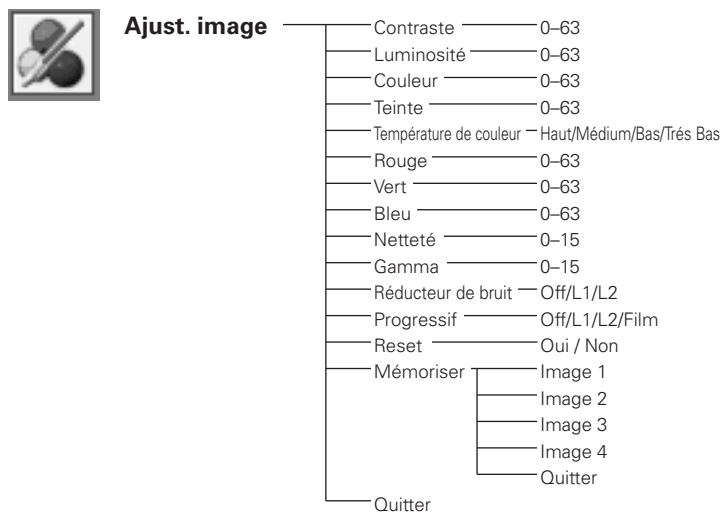 Ajust. image
Contraste 0–63
Luminosité 0–63
Couleur 0–63
Teinte 0–63
Température de couleur Haut/Médium/Bas/Trés Bas
Rouge 0–63
Vert 0–63
Bleu 0–63
Netteté 0–15
Gamma 0–15
Réducteur de bruit Off/L1/L2
Progressif Off/L1/L2/Film
Reset Oui / Non
Mémoriser Image 1
Image 2
Image 3
Image 4
Quitter
Quitter